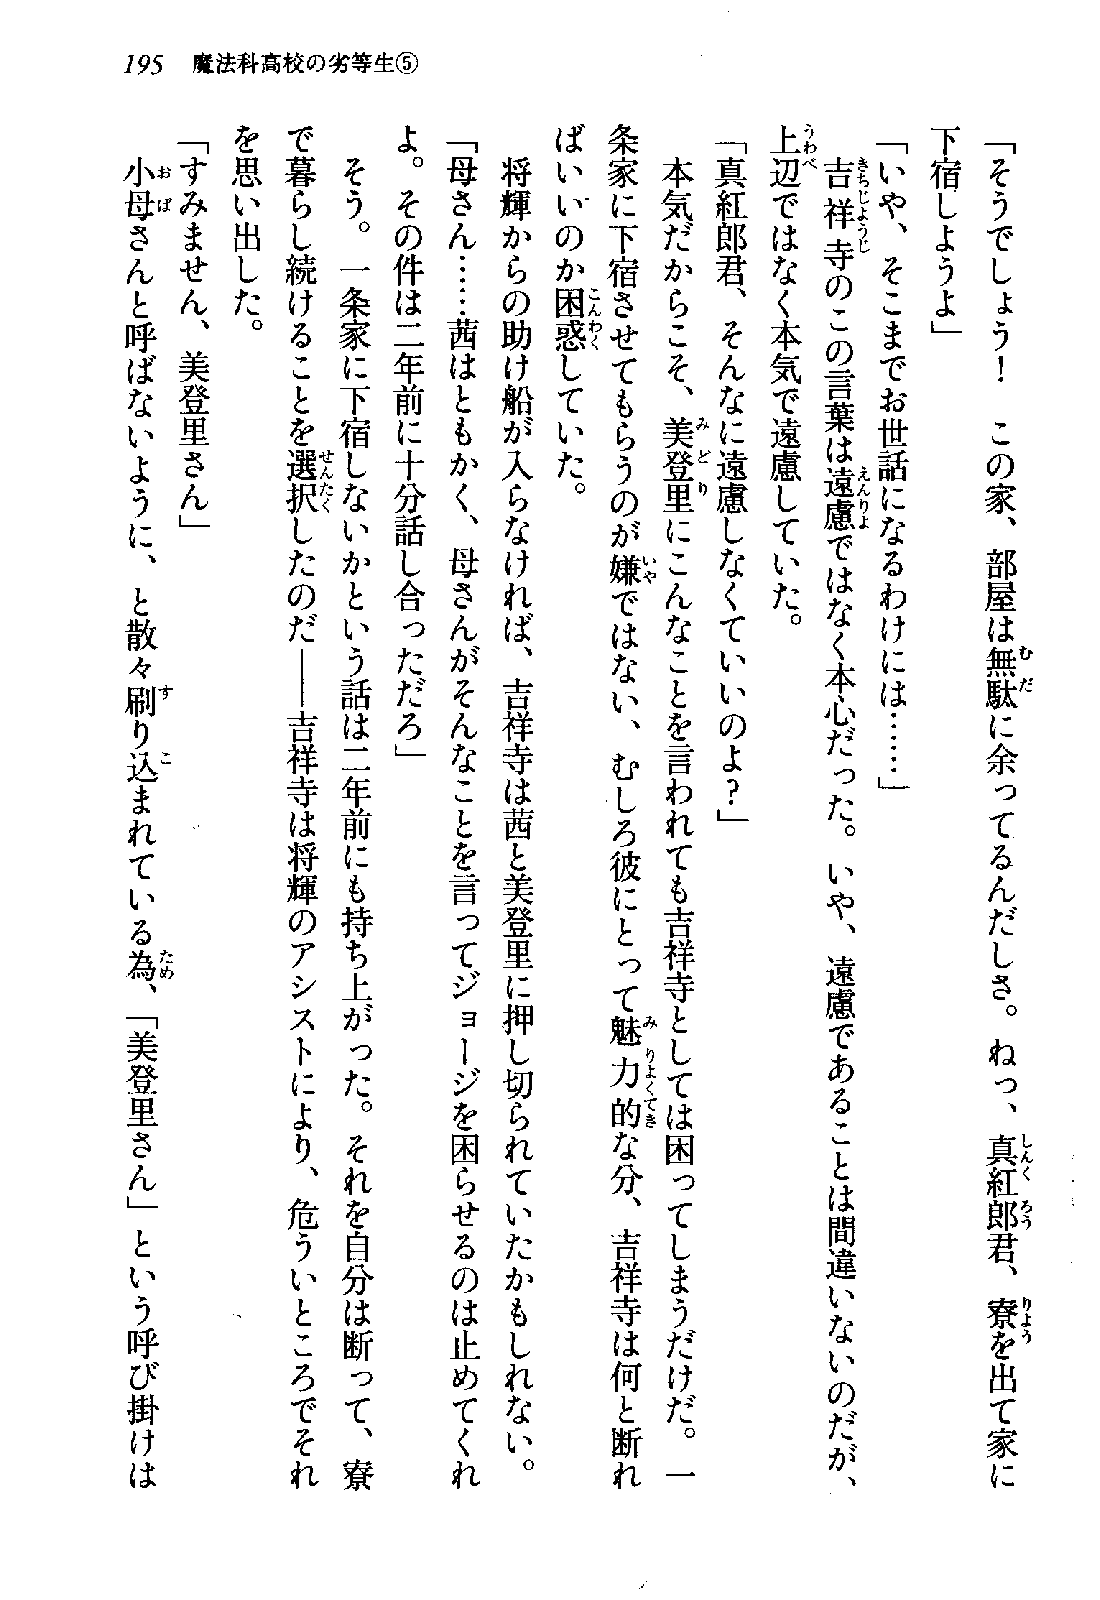 195　魔法科高校の劣等生⑤
「そうでしょう！　この家、部屋は無駄に余ってるんだしさ。ねっ、真紅郎君、寮を出て家に
下宿しようよ」
「いや、そこまでお世話になるわけには……」
　吉祥寺のこの言葉は遠慮ではなく本心だった。いや、遠慮であることは間違いないのだが、
上辺ではなく本気で遠慮していた。
「真紅郎君、そんなに遠慮しなくていいのよ？」
　本気だからこそ、美登里にこんなことを言われても吉祥寺としては困ってしまうだけだ。一
条家に下宿させてもらうのが嫌ではない、むしろ彼にとって魅力的な分、吉祥寺は何と断れ
ばいいのか困惑していた。
　将輝からの助け船が入らなければ、吉祥寺は茜と美登里に押し切られていたかもしれない。
「母さん……茜はともかく、母さんがそんなことを言ってジョージを困らせるのは止めてくれ
よ。その件は二年前に十分話し合っただろ」
　そう。一条家に下宿しないかという話は二年前にも持ち上がった。それを自分は断って、寮
で暮らし続けることを選択したのだ――吉祥寺は将輝のアシストにより、危ういところでそれ
を思い出した。
「すみません、美登里さん」
　小母さんと呼ばないように、と散々刷り込まれている為、「美登里さん」という呼び掛けは